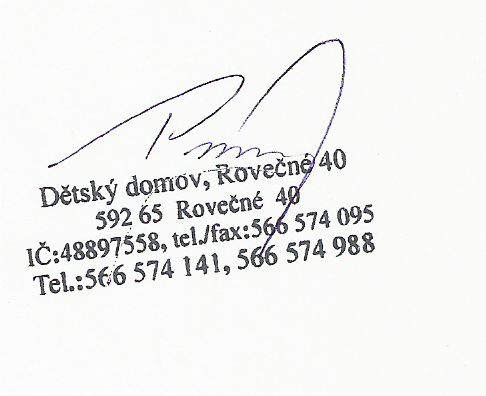 Dětský domov, Rovečné 40
592 65 Rovečné 40
IČ:48897558, tel./fax:566 574 095
Tel.:566 574 141, 566 574 988